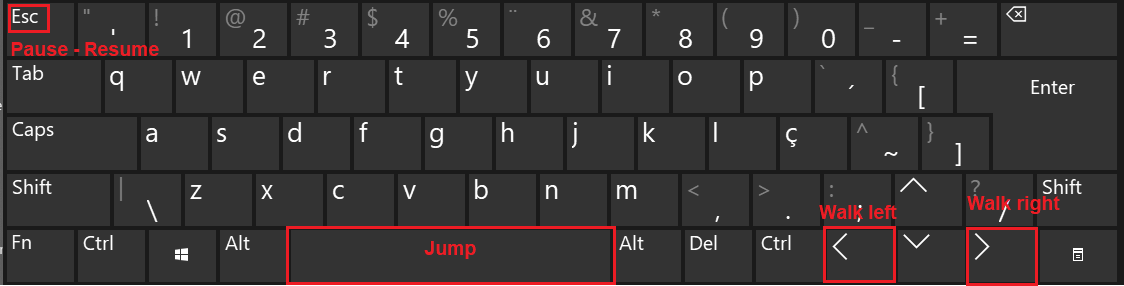 Esc " ' ! 1 @ 2 # 3 $ 4 % 5 ¨ 6 & 7 * 8 ( 9 ) 0 _ - + =
Pause - Resume
Tab q w e r t y u i o p ` ´ { [ Enter
Caps a s d f g h j k l ç ^ ~ } ]
Shift | \ z x c v b n m < , > . : ; ? / Shift
Walk left Walk right
Fn Ctrl Alt Jump Alt Del Ctrl